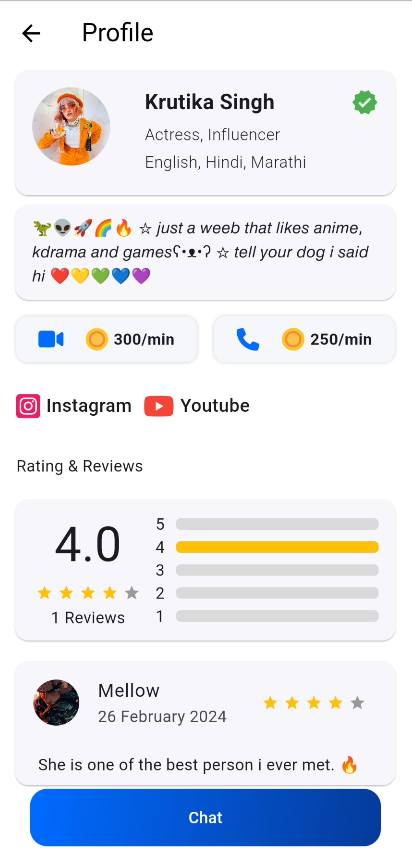 Profile
Krutika Singh
Actress, Influencer
English, Hindi, Marathi
🦖👽🚀🌈🔥 ☆ just a weeb that likes anime,
kdrama and gamesʕ•ᴥ•ʔ ☆ tell your dog i said
hi ❤️💛💚💙💜
300/min
250/min
Instagram
Youtube
Rating & Reviews
4.0
1 Reviews
5
4
3
2
1
Mellow
26 February 2024
She is one of the best person i ever met. 🔥
Chat